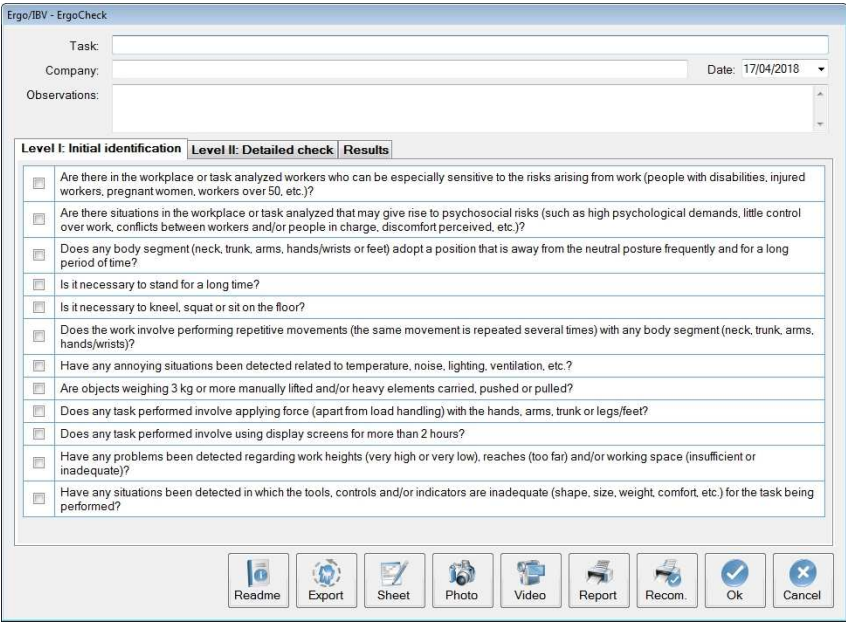 Ergo/IBV - ErgoCheck
Task:
Company:
Date: 17/04/2018
Observations:
Level I: Initial identification Level II: Detailed check Results
Are there in the workplace or task analyzed workers who can be especially sensitive to the risks arising from work (people with disabilities, injured
workers, pregnant women, workers over 50, etc.)?
Are there situations in the workplace or task analyzed that may give rise to psychosocial risks (such as high psychological demands, little control
over work, conflicts between workers and/or people in charge, discomfort perceived, etc.)?
Does any body segment (neck, trunk, arms, hands/wrists or feet) adopt a position that is away from the neutral posture frequently and for a long
period of time?
Is it necessary to stand for a long time?
Is it necessary to kneel, squat or sit on the floor?
Does the work involve performing repetitive movements (the same movement is repeated several times) with any body segment (neck, trunk, arms,
hands/wrists)?
Have any annoying situations been detected related to temperature, noise, lighting, ventilation, etc.?
Are objects weighing 3 kg or more manually lifted and/or heavy elements carried, pushed or pulled?
Does any task performed involve applying force (apart from load handling) with the hands, arms, trunk or legs/feet?
Does any task performed involve using display screens for more than 2 hours?
Have any problems been detected regarding work heights (very high or very low), reaches (too far) and/or working space (insufficient or
inadequate)?
Have any situations been detected in which the tools, controls and/or indicators are inadequate (shape, size, weight, comfort, etc.) for the task being
performed?
Readme Export Sheet Photo Video Report Recom. Ok Cancel